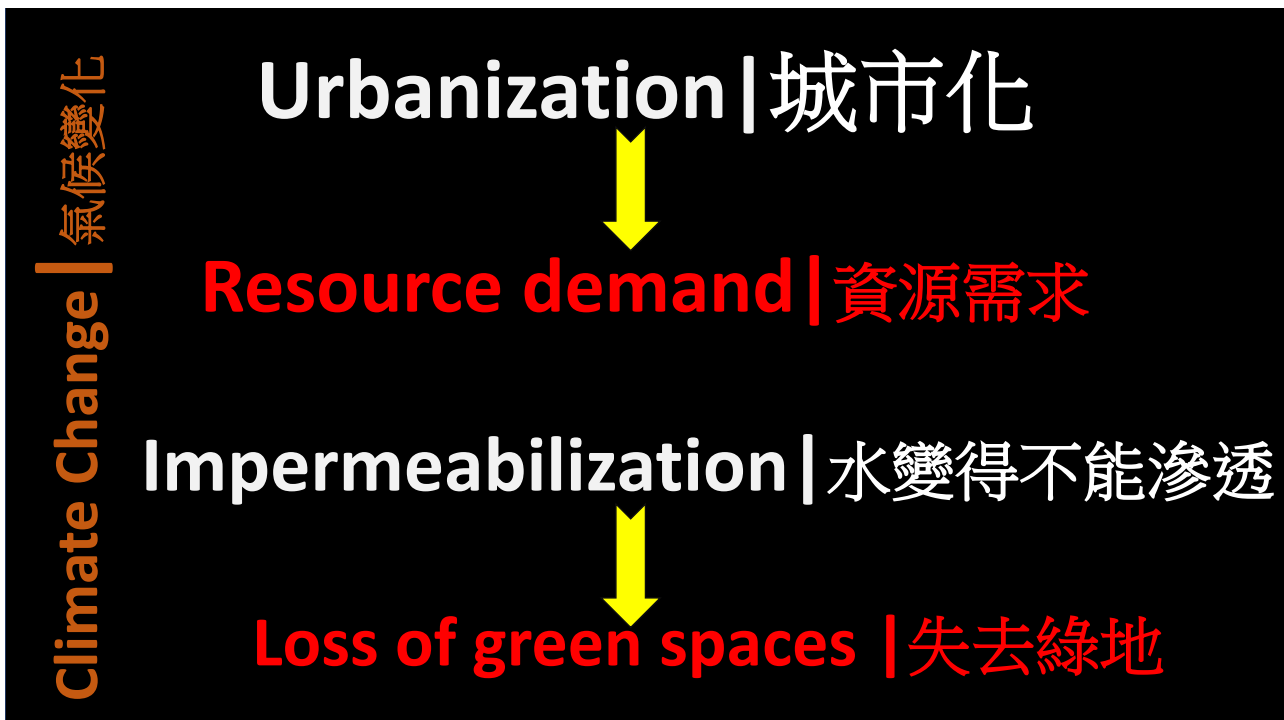 Climate Change|氣候變化
Urbanization|城市化
Resource demand|資源需求
Impermeabilization|水變得不能滲透
Loss of green spaces |失去綠地